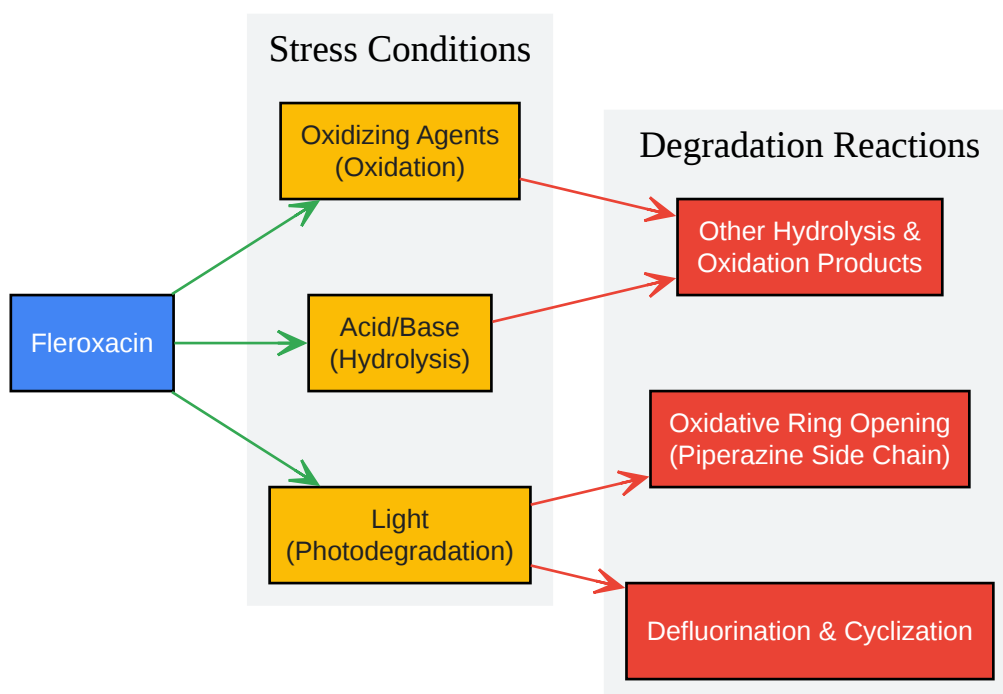 Stress Conditions
Oxidizing Agents
(Oxidation)
Degradation Reactions
Other Hydrolysis &
Oxidation Products
Fleroxacin
Acid/Base
(Hydrolysis)
Oxidative Ring Opening
(Piperazine Side Chain)
Light
(Photodegradation)
Defluorination & Cyclization